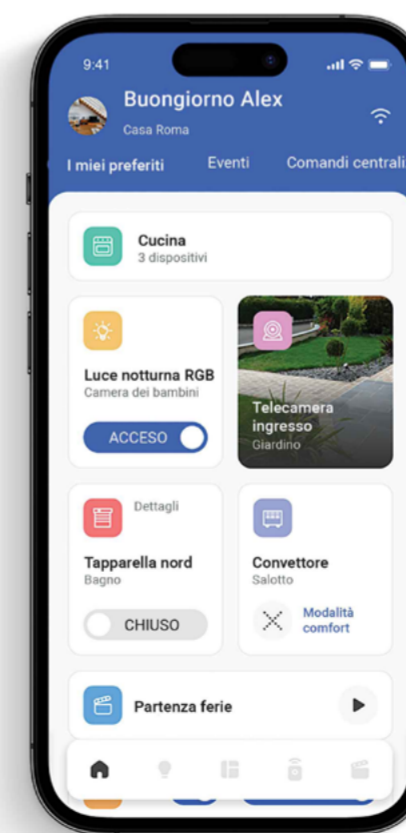 9:41
Buongiorno Alex
Casa Roma
I miei preferiti Eventi Comandi centrali
Cucina
3 dispositivi
Luce notturna RGB
Camera dei bambini
ACCESO
Telecamera
ingresso
Giardino
Dettagli
Tapparella nord
Bagno
CHIUSO
Convettore
Salotto
Modalità
comfort
Partenza ferie